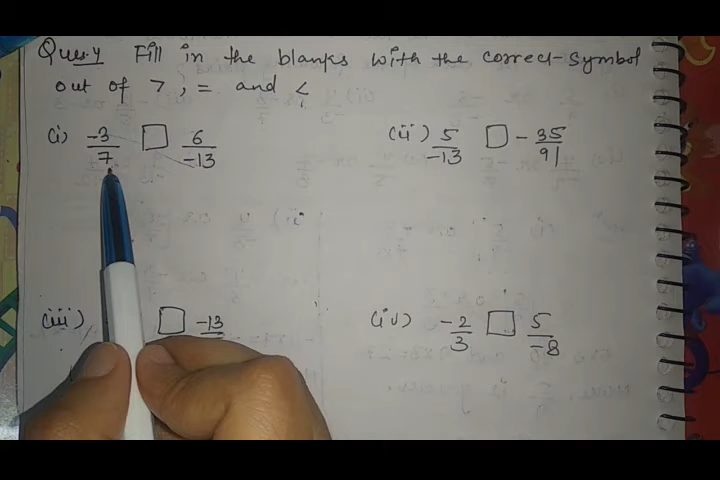 Ques.4 Fill in the blanks with the correct symbol
out of >, = and <
(i) -3/7 □ 6/-13 (ii) 5/-13 □ -35/91
(iii) □ -13 (iv) -2/3 □ 5/-8